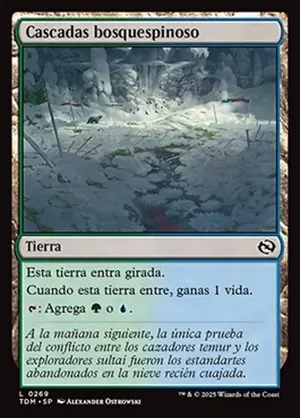 Cascadas bosquespinoso
Tierra
Esta tierra entra girada.
Cuando esta tierra entre, ganas 1 vida.
: Agrega o .
A la mañana siguiente, la única prueba
del conflicto entre los cazadores temur y los
exploradores sultai fueron los estandartes
abandonados en la nieve recién cuajada.
L 0269
TDM • SP ALEXANDER OSTROWSKI
™ & © 2025 Wizards of the Coast